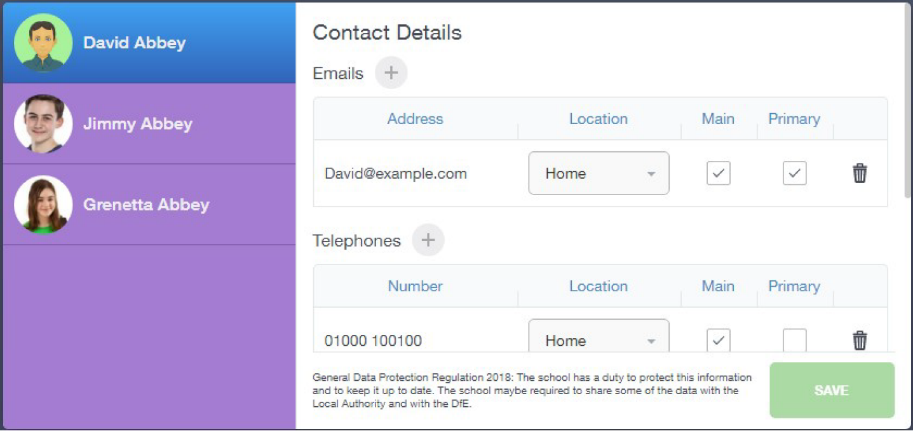 David Abbey
Jimmy Abbey
Grenetta Abbey
Contact Details
Emails
Address Location Main Primary
David@example.com Home
Telephones
Number Location Main Primary
01000 100100 Home
General Data Protection Regulation 2018: The school has a duty to protect this information
and to keep it up to date. The school maybe required to share some of the data with the
Local Authority and with the DfE.
SAVE